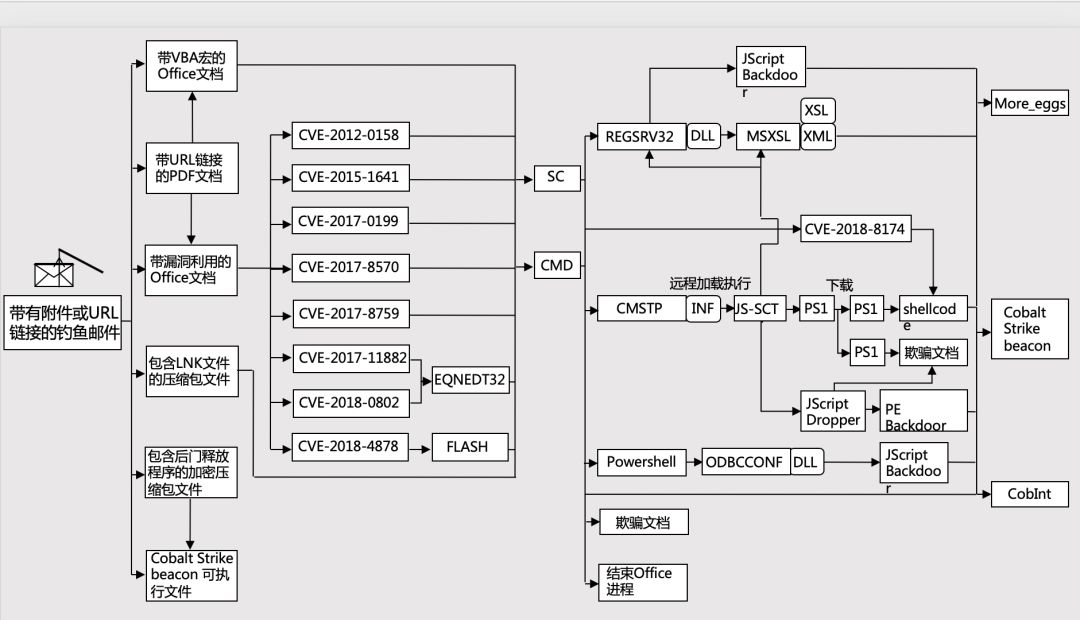 带有附件或URL
链接的钓鱼邮件
带VBA宏的
Office文档
带URL链接
的PDF文档
带漏洞利用的
Office文档
包含LNK文件
的压缩包文件
包含后门释放
程序的加密压
缩包文件
Cobalt Strike
beacon 可执
行文件
CVE-2012-0158
CVE-2015-1641
CVE-2017-0199
CVE-2017-8570
CVE-2017-8759
CVE-2017-11882
CVE-2018-0802
CVE-2018-4878
EQNEDT32
FLASH
SC
CMD
JScript
Backdoo
r
REGSRV32
DLL
MSXSL
XSL
XML
CVE-2018-8174
远程加载执行
下载
CMSTP
INF
JS-SCT
PS1
PS1
shellcod
e
PS1
欺骗文档
JScript
Dropper
PE
Backdoor
Powershell
ODBCCONF
DLL
JScript
Backdoo
r
欺骗文档
结束Office
进程
More_eggs
Cobalt
Strike
beacon
CobInt